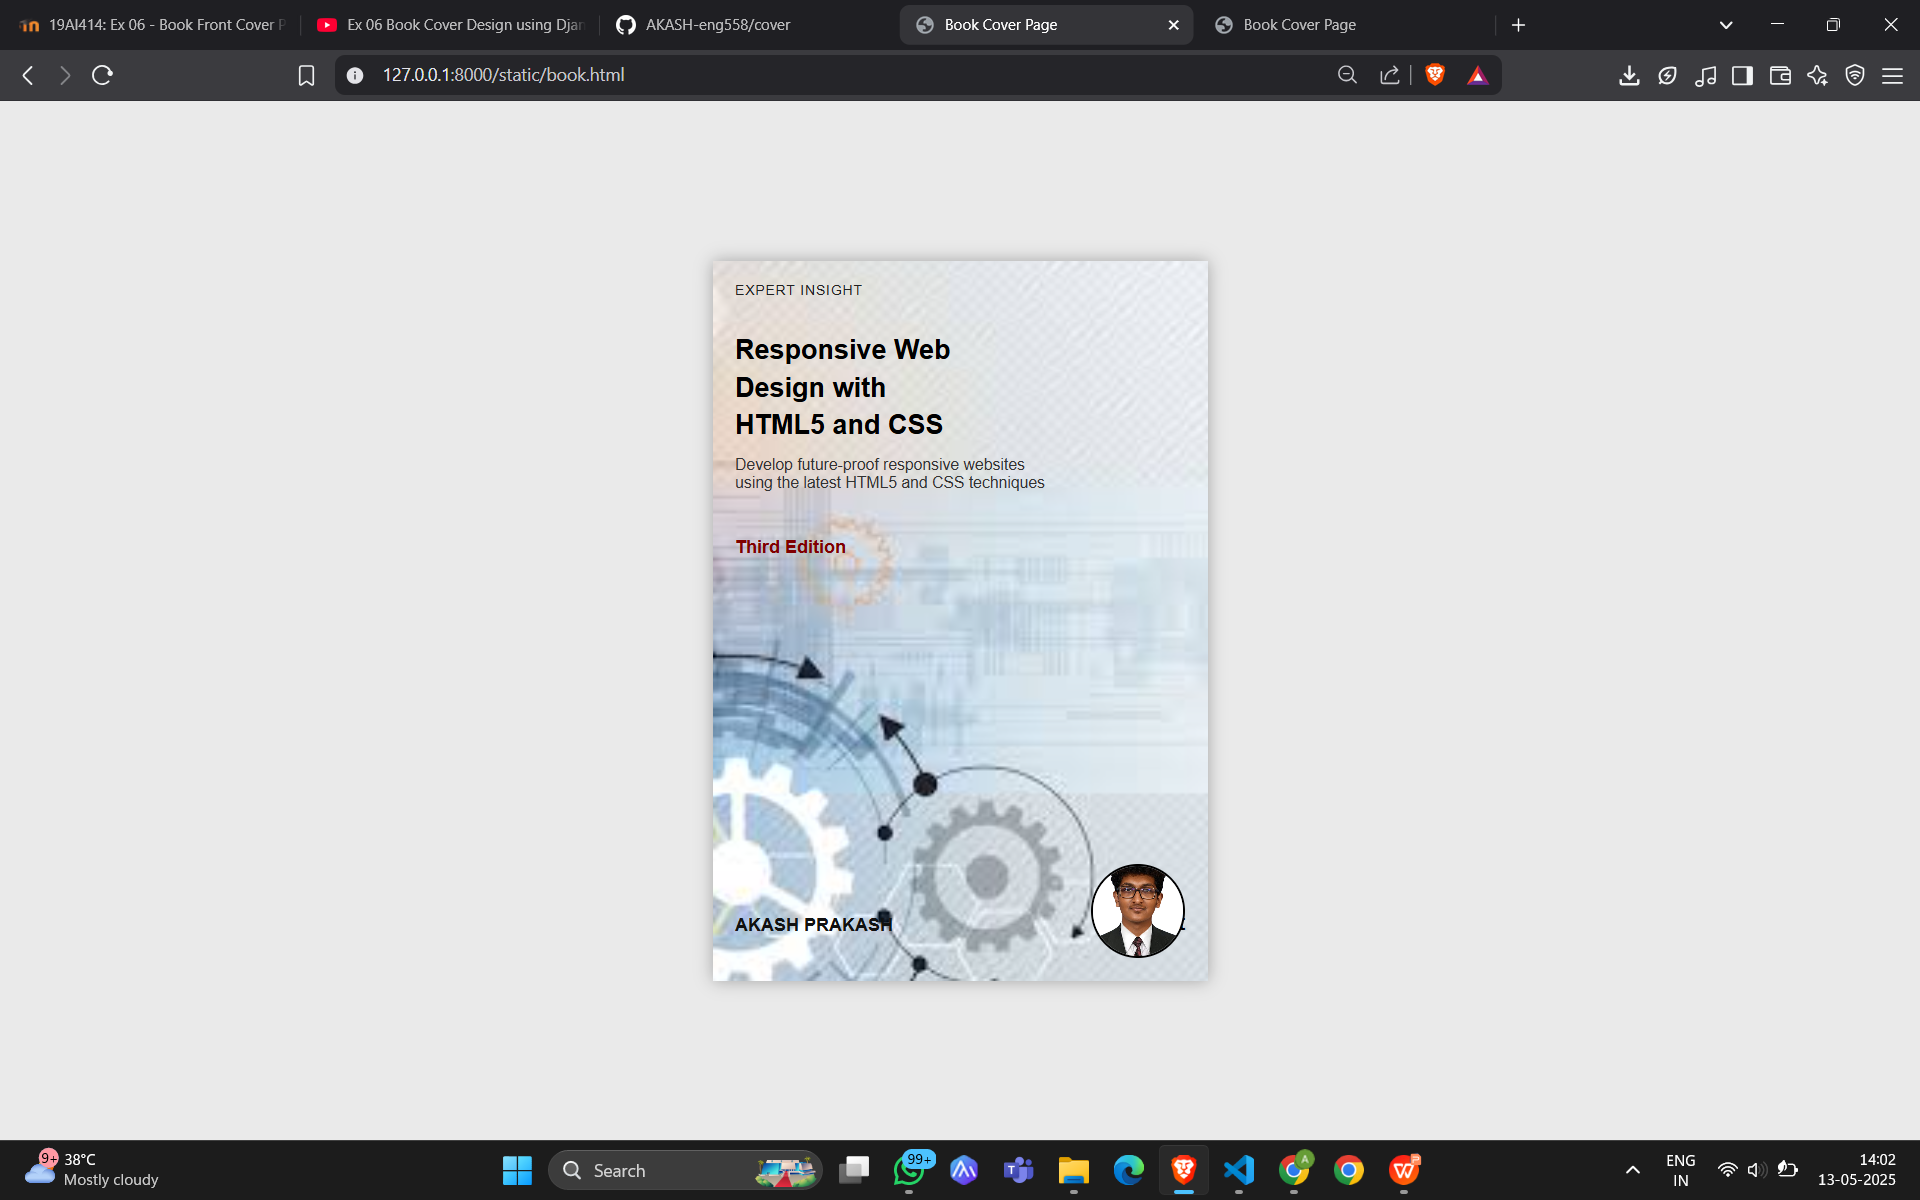 19AI414: Ex 06 - Book Front Cover P
Ex 06 Book Cover Design using Djan
AKASH-eng558/cover
Book Cover Page
Book Cover Page
127.0.0.1:8000/static/book.html
EXPERT INSIGHT
Responsive Web
Design with
HTML5 and CSS
Develop future-proof responsive websites
using the latest HTML5 and CSS techniques
Third Edition
AKASH PRAKASH
9+
38°C
Mostly cloudy
Search
99+
A
ENG
IN
14:02
13-05-2025